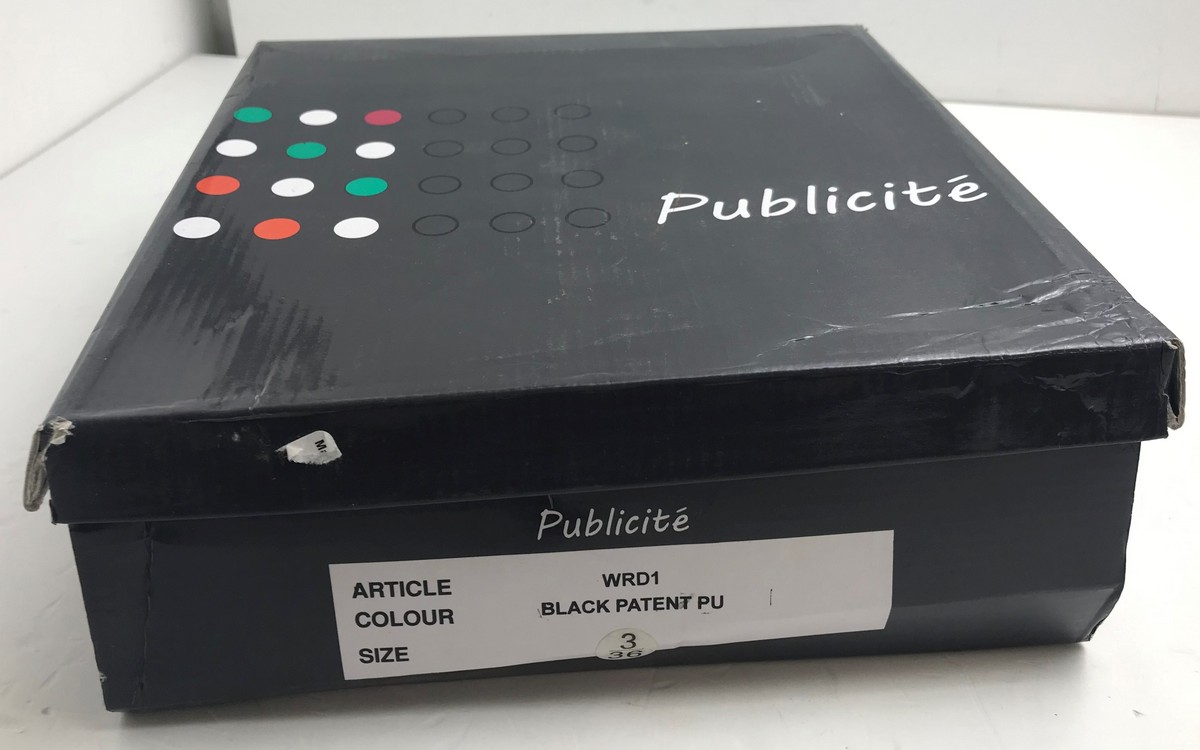 Publicité
Publicité
ARTICLE WRD1
COLOUR BLACK PATENT PU
SIZE 3
36